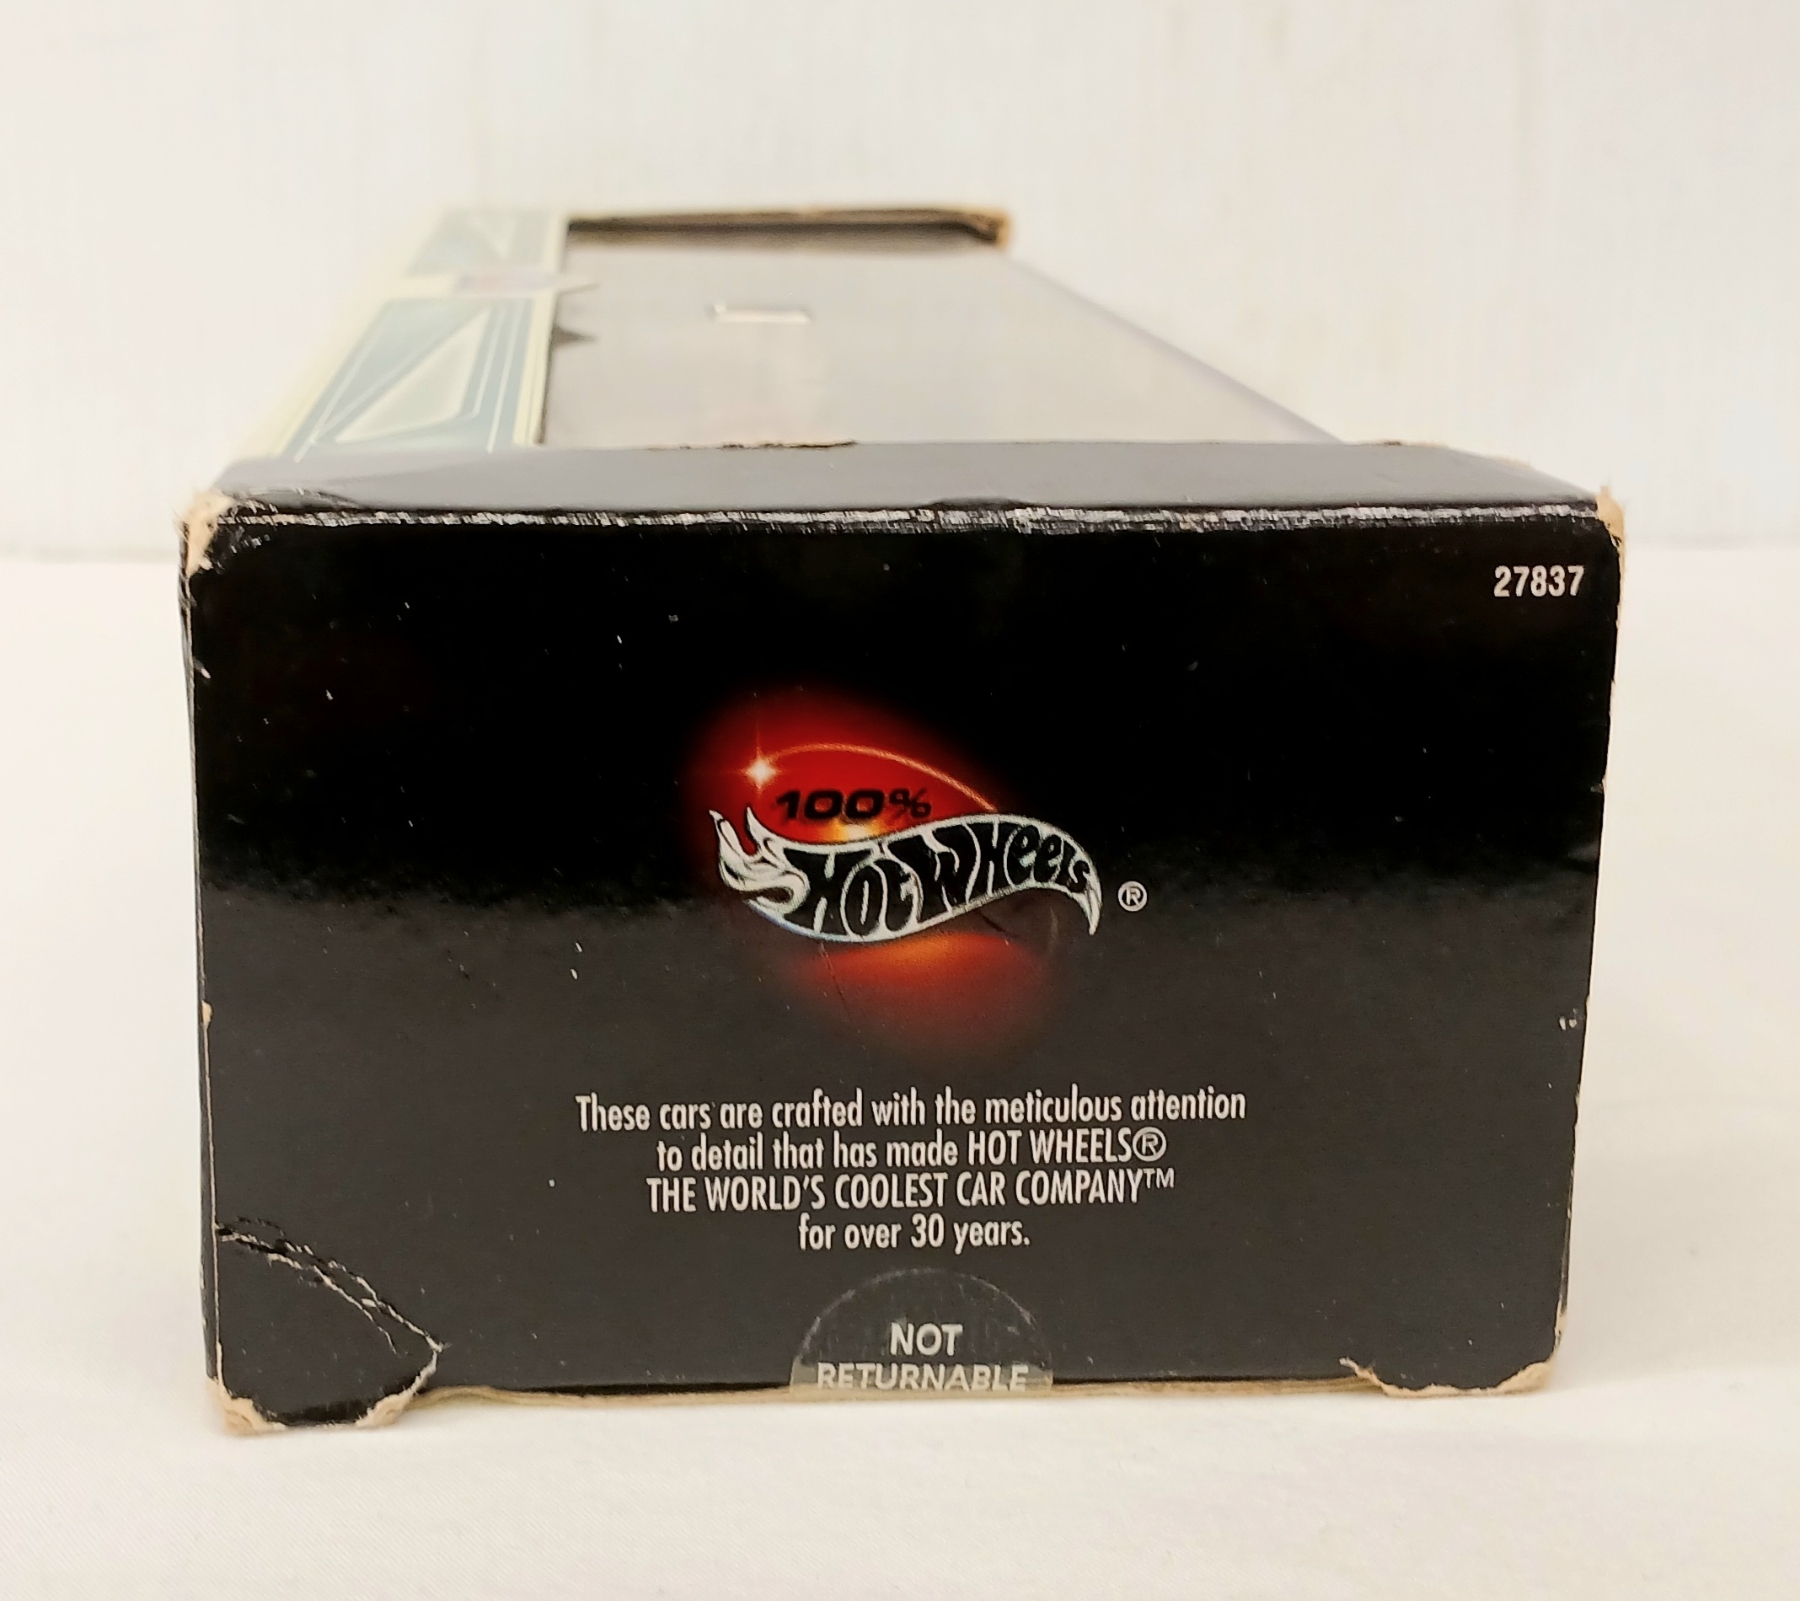 27837
100%
Hot Wheels ®
These cars are crafted with the meticulous attention
to detail that has made HOT WHEELS®
THE WORLD'S COOLEST CAR COMPANY™
for over 30 years.
NOT
RETURNABLE